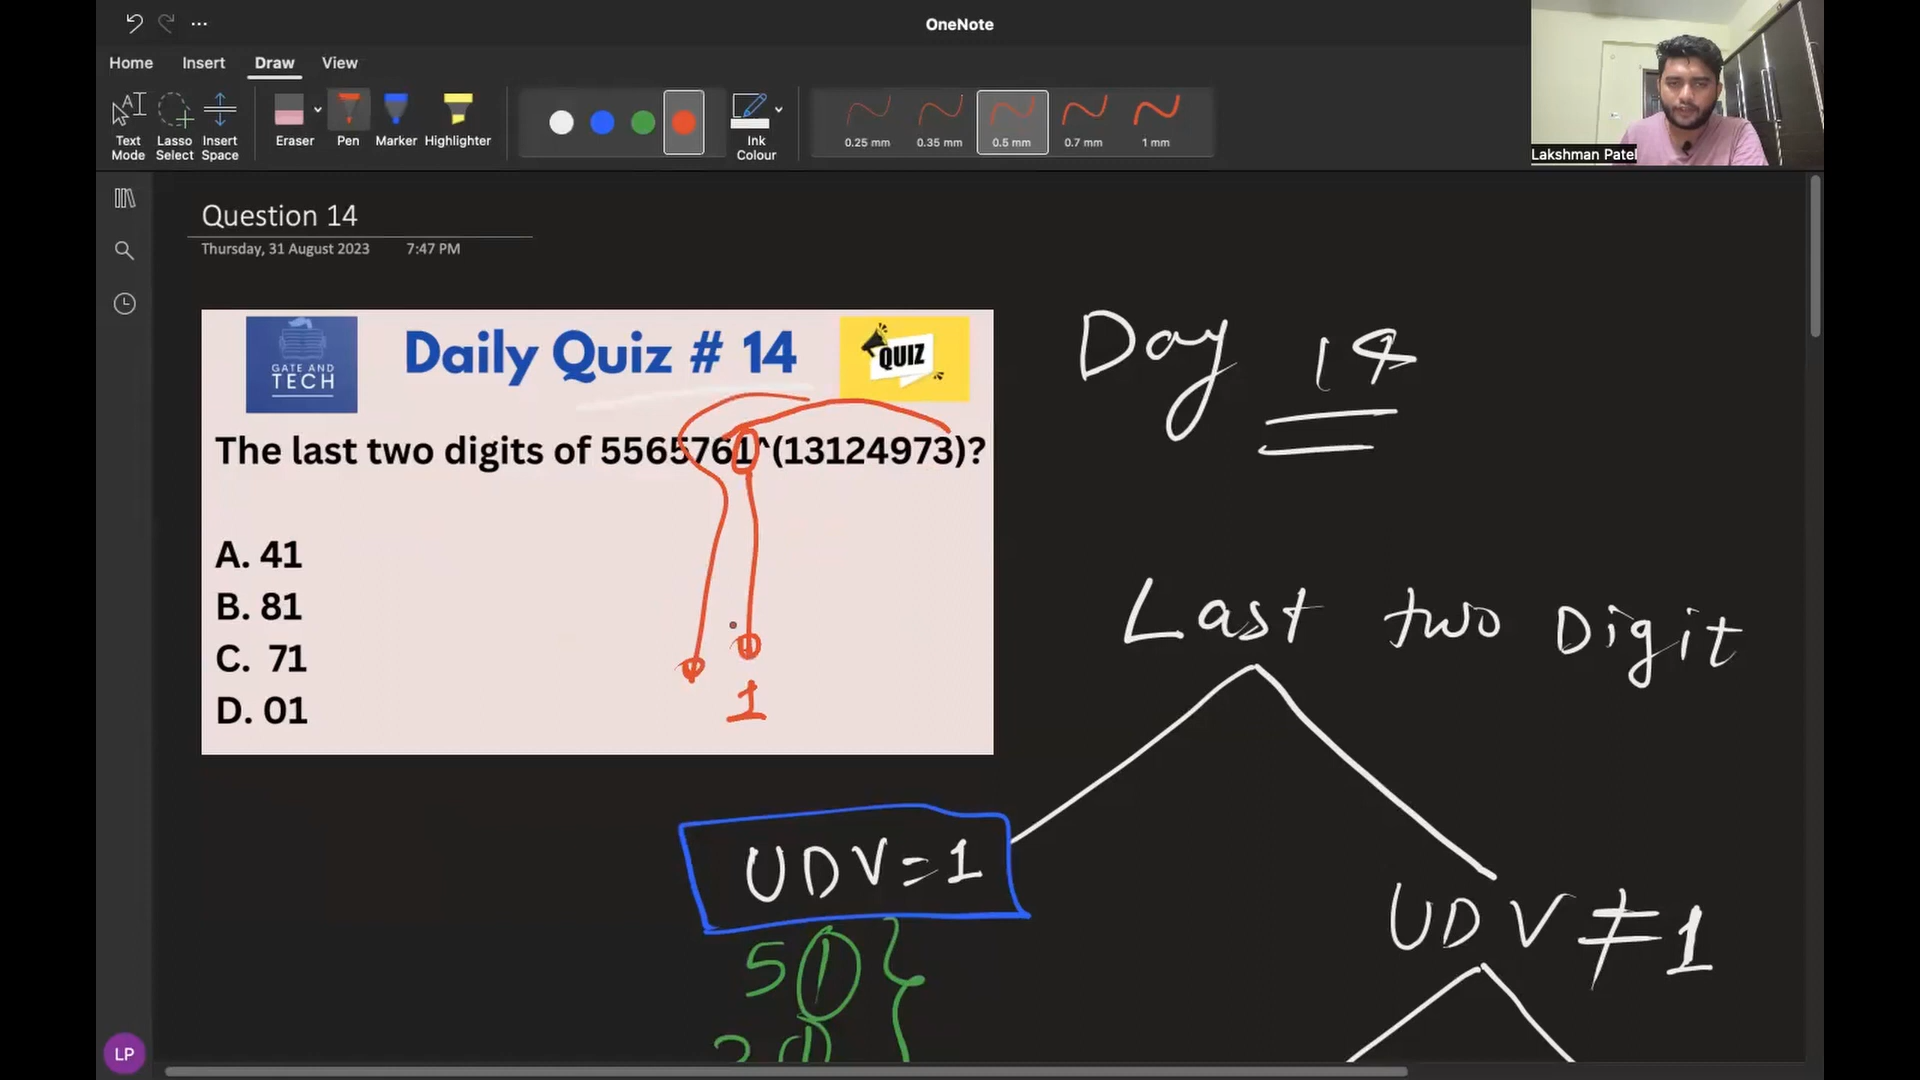 OneNote
Home Insert Draw View
Text Mode
Lasso Select
Insert Space
Eraser
Pen
Marker
Highlighter
Ink Colour
0.25 mm
0.35 mm
0.5 mm
0.7 mm
1 mm
Lakshman Patel
Question 14
Thursday, 31 August 2023 7:47 PM
GATE AND
TECH
Daily Quiz # 14
QUIZ
The last two digits of 5565761^(13124973)?
A. 41
B. 81
C. 71
D. 01
1
Day 14
Last two Digit
UDV=1
UDV≠1
51
LP